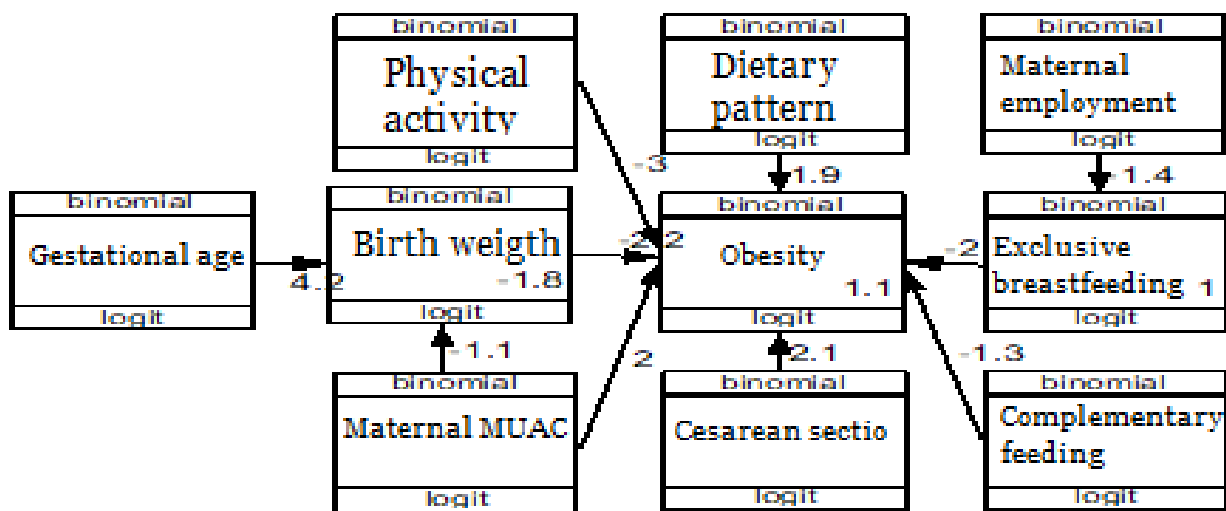 binomial
Physical
activity
logit
binomial
Dietary
pattern
logit
binomial
Maternal
employment
logit
-3
1.9
-1.4
binomial
Gestational age
logit
4.2
binomial
Birth weigth
-1.8
logit
-2.2
binomial
Obesity
1.1
logit
-2
binomial
Exclusive
breastfeeding 1
logit
-1.1
2
2.1
-1.3
binomial
Maternal MUAC
logit
binomial
Cesarean sectio
logit
binomial
Complementary
feeding
logit